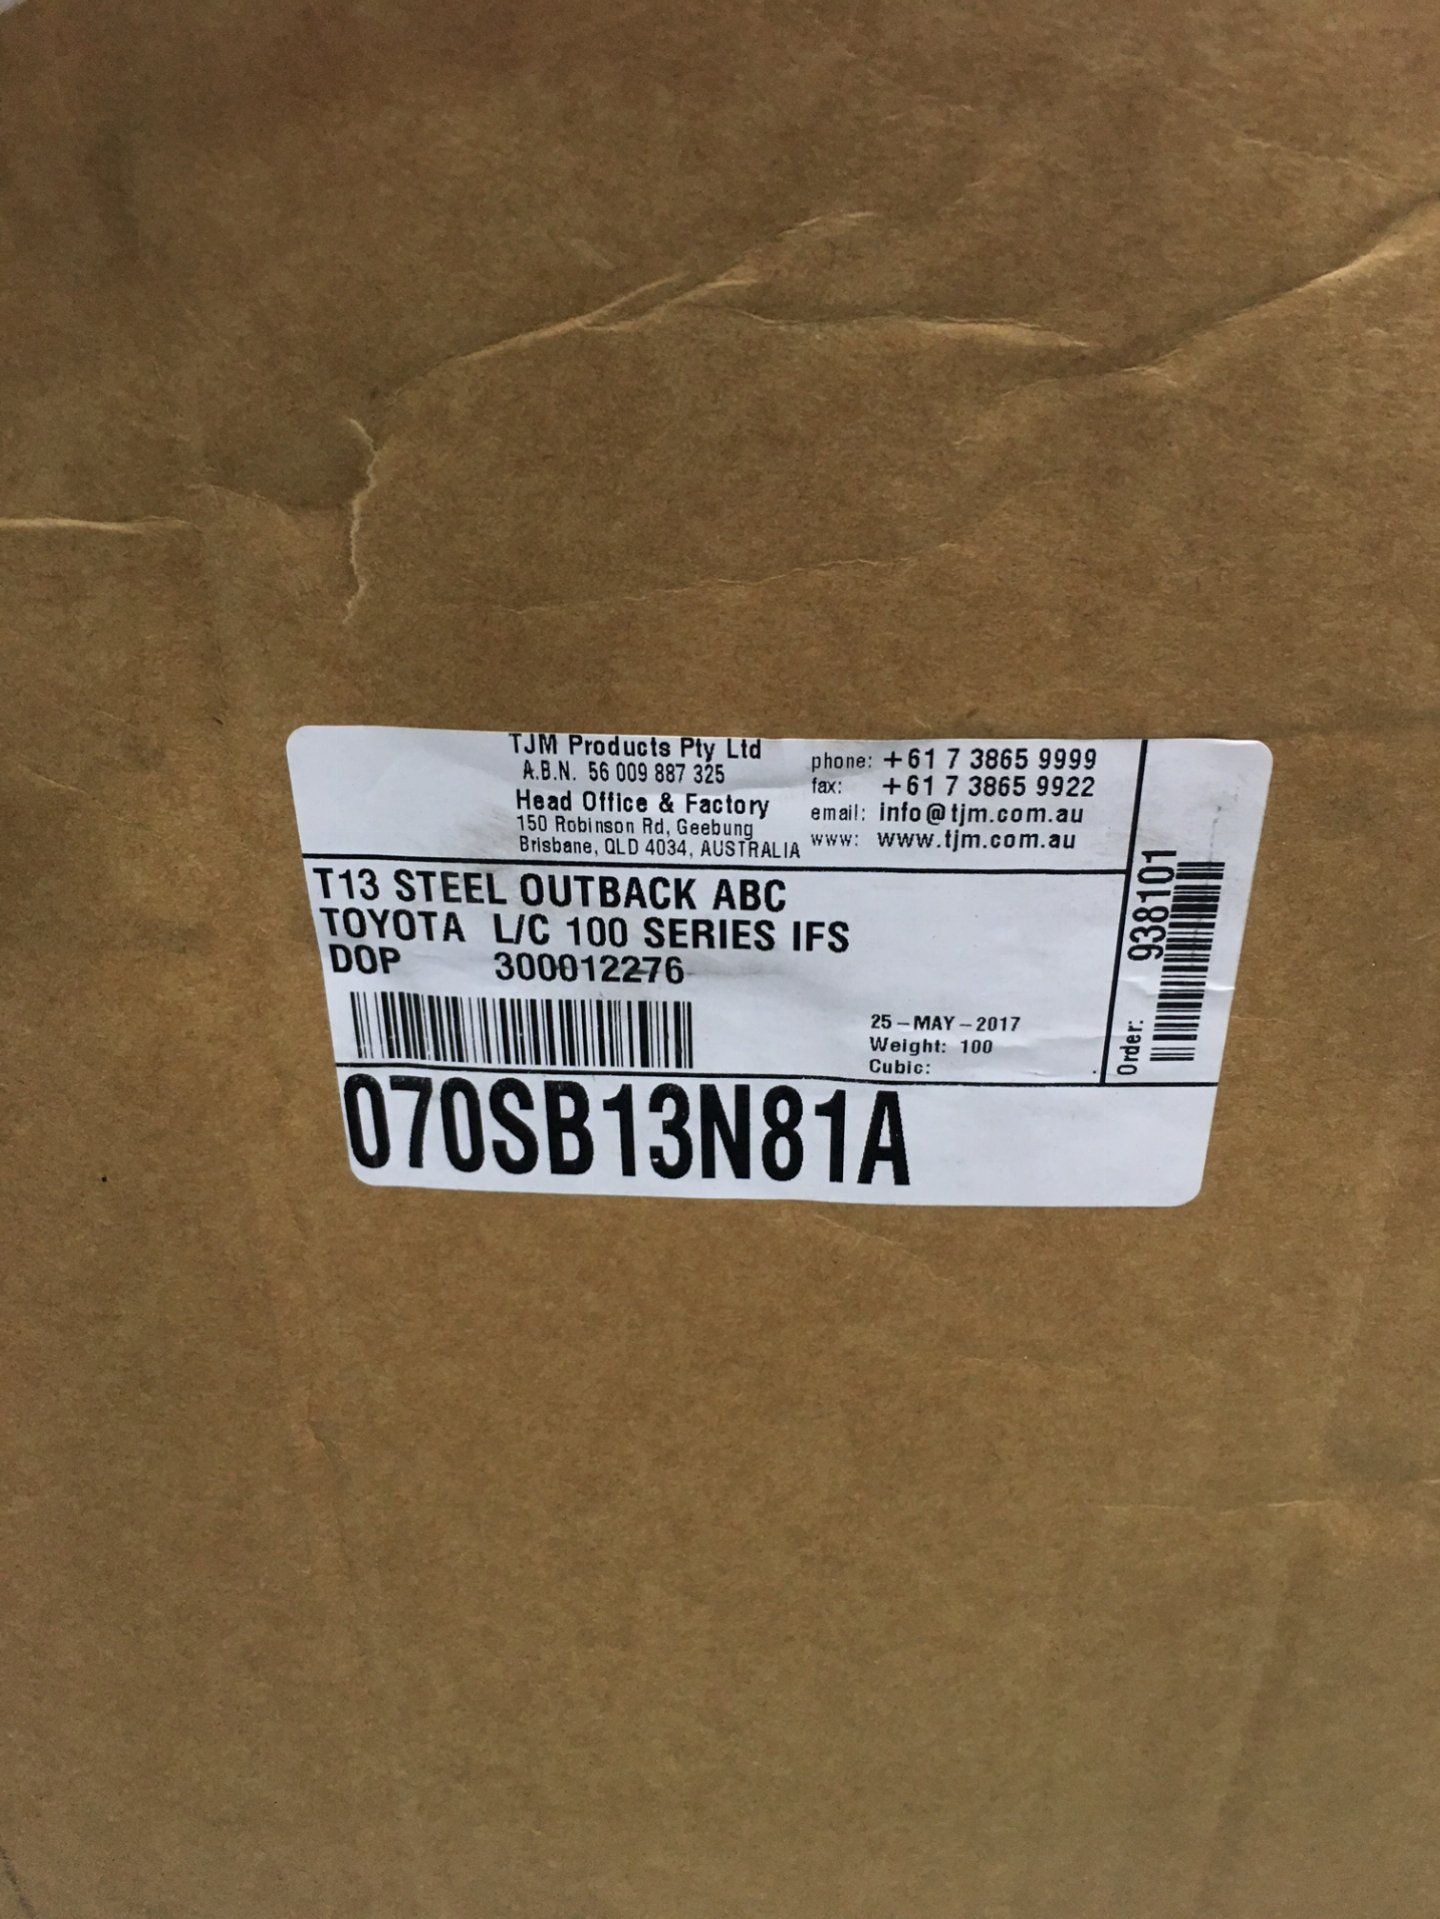 TJM Products Pty Ltd
A.B.N. 56 009 887 325
Head Office & Factory
150 Robinson Rd, Geebung
Brisbane, QLD 4034, AUSTRALIA
phone: +61 7 3865 9999
fax: +61 7 3865 9922
email: info@tjm.com.au
www: www.tjm.com.au
T13 STEEL OUTBACK ABC
TOYOTA L/C 100 SERIES IFS
DOP 300012276
25-MAY-2017
Weight: 100
Cubic: .
070SB13N81A
Order: 938101